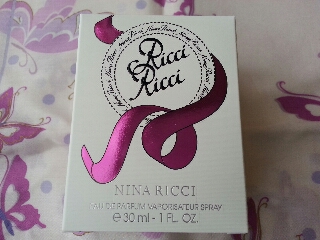 Ricci
Ricci
NINA RICCI
EAU DE PARFUM VAPORISATEUR SPRAY
℮ 30 ml - 1 FL. OZ.